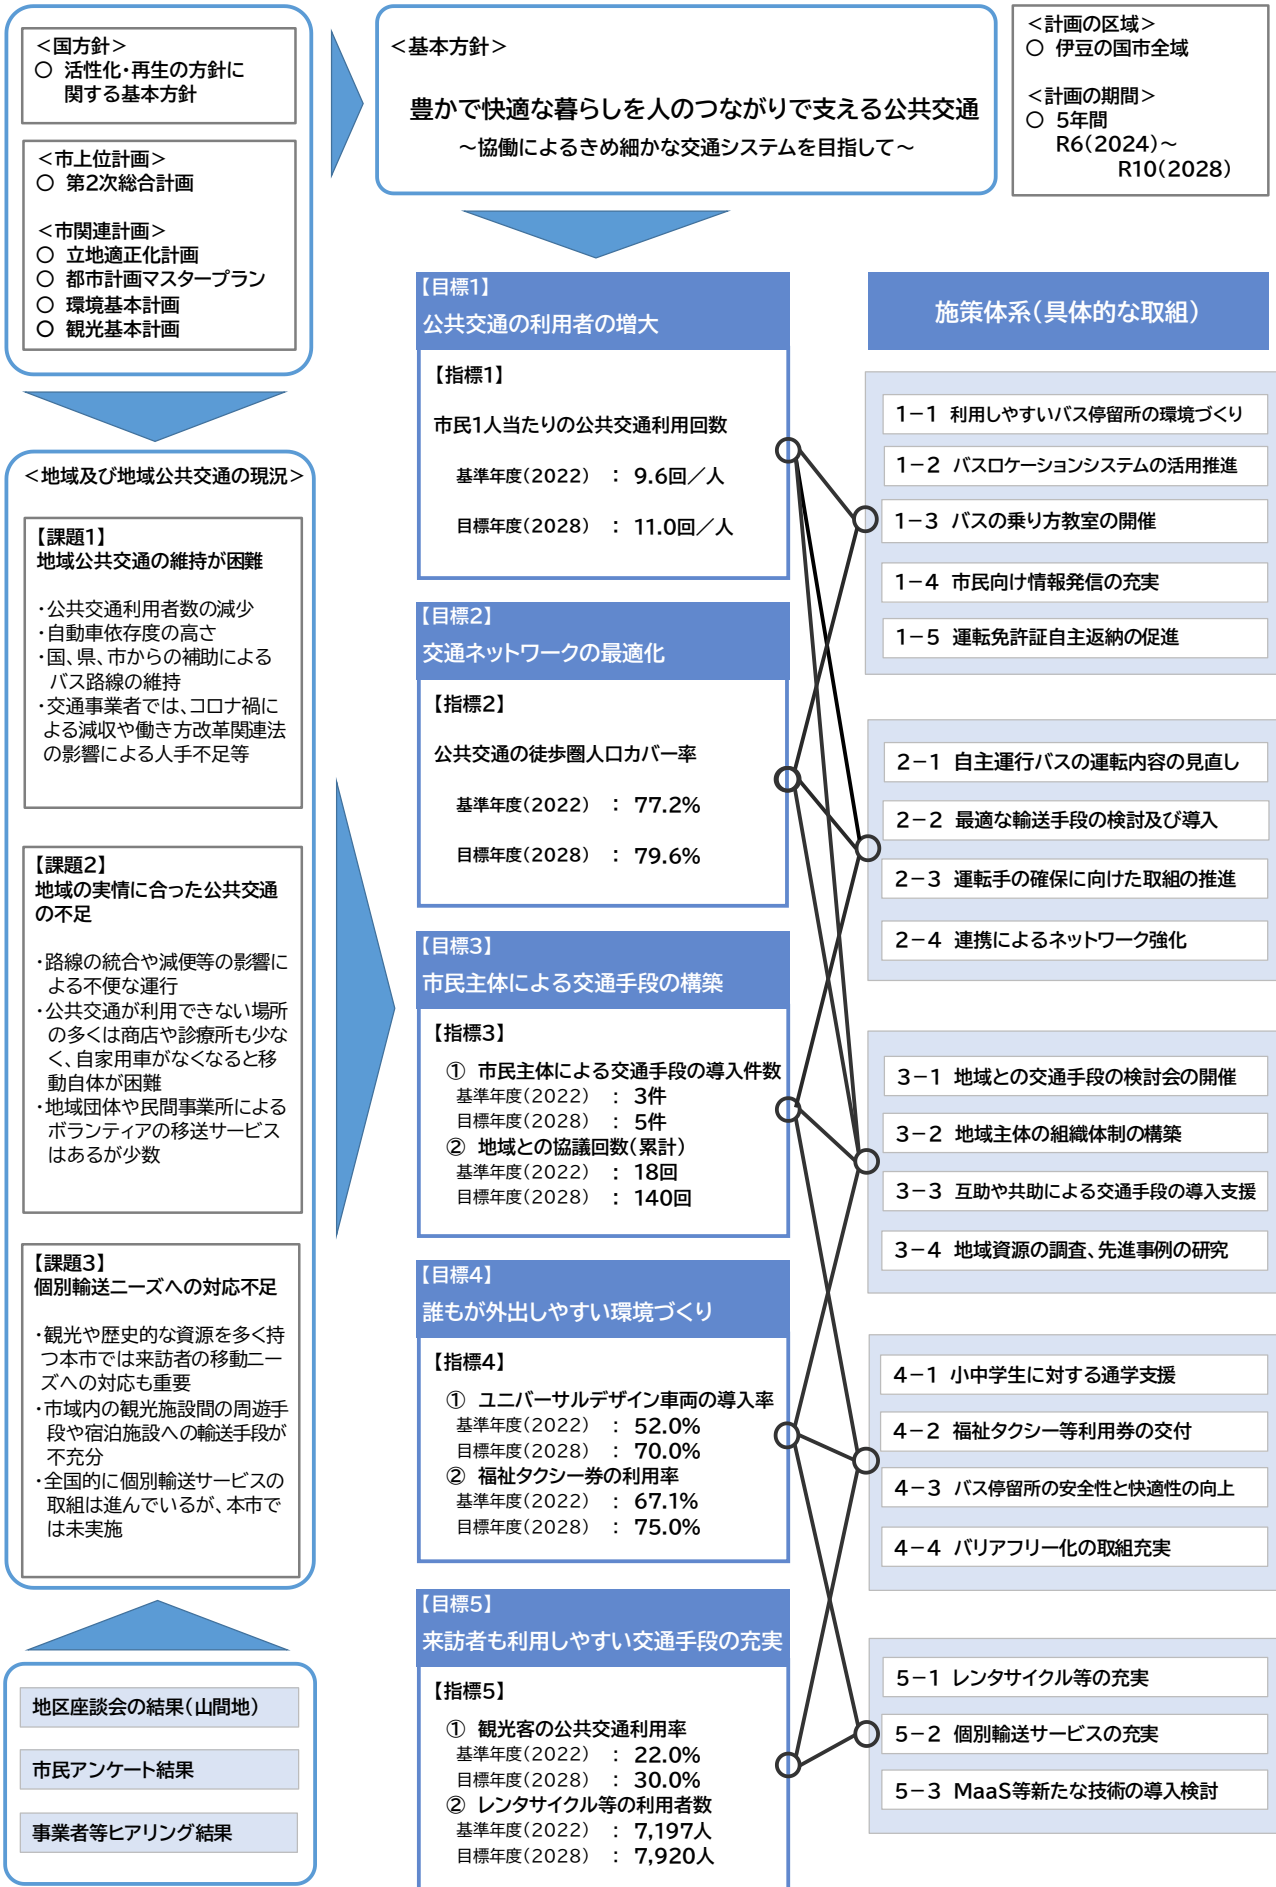 ＜国方針＞
○ 活性化・再生の方針に
関する基本方針
＜市上位計画＞
○ 第2次総合計画
＜市関連計画＞
○ 立地適正化計画
○ 都市計画マスタープラン
○ 環境基本計画
○ 観光基本計画
＜基本方針＞
豊かで快適な暮らしを人のつながりで支える公共交通
～協働によるきめ細かな交通システムを目指して～
＜計画の区域＞
○ 伊豆の国市全域
＜計画の期間＞
○ 5年間
R6(2024)～
R10(2028)
＜地域及び地域公共交通の現況＞
【課題1】
地域公共交通の維持が困難
・公共交通利用者数の減少
・自動車依存度の高さ
・国、県、市からの補助による
バス路線の維持
・交通事業者では、コロナ禍に
よる減収や働き方改革関連法
の影響による人手不足等
【課題2】
地域の実情に合った公共交通
の不足
・路線の統合や減便等の影響に
よる不便な運行
・公共交通が利用できない場所
の多くは商店や診療所も少な
く、自家用車がなくなると移
動自体が困難
・地域団体や民間事業所による
ボランティアの移送サービス
はあるが少数
【課題3】
個別輸送ニーズへの対応不足
・観光や歴史的な資源を多く持
つ本市では来訪者の移動ニー
ズへの対応も重要
・市域内の観光施設間の周遊手
段や宿泊施設への輸送手段が
不充分
・全国的に個別輸送サービスの
取組は進んでいるが、本市で
は未実施
地区座談会の結果(山間地)
市民アンケート結果
事業者等ヒアリング結果
【目標1】
公共交通の利用者の増大
【指標1】
市民1人当たりの公共交通利用回数
基準年度(2022) : 9.6回／人
目標年度(2028) : 11.0回／人
【目標2】
交通ネットワークの最適化
【指標2】
公共交通の徒歩圏人口カバー率
基準年度(2022) : 77.2%
目標年度(2028) : 79.6%
【目標3】
市民主体による交通手段の構築
【指標3】
① 市民主体による交通手段の導入件数
基準年度(2022) : 3件
目標年度(2028) : 5件
② 地域との協議回数(累計)
基準年度(2022) : 18回
目標年度(2028) : 140回
【目標4】
誰もが外出しやすい環境づくり
【指標4】
① ユニバーサルデザイン車両の導入率
基準年度(2022) : 52.0%
目標年度(2028) : 70.0%
② 福祉タクシー券の利用率
基準年度(2022) : 67.1%
目標年度(2028) : 75.0%
【目標5】
来訪者も利用しやすい交通手段の充実
【指標5】
① 観光客の公共交通利用率
基準年度(2022) : 22.0%
目標年度(2028) : 30.0%
② レンタサイクル等の利用者数
基準年度(2022) : 7,197人
目標年度(2028) : 7,920人
施策体系(具体的な取組)
1－1 利用しやすいバス停留所の環境づくり
1－2 バスロケーションシステムの活用推進
1－3 バスの乗り方教室の開催
1－4 市民向け情報発信の充実
1－5 運転免許証自主返納の促進
2－1 自主運行バスの運転内容の見直し
2－2 最適な輸送手段の検討及び導入
2－3 運転手の確保に向けた取組の推進
2－4 連携によるネットワーク強化
3－1 地域との交通手段の検討会の開催
3－2 地域主体の組織体制の構築
3－3 互助や共助による交通手段の導入支援
3－4 地域資源の調査、先進事例の研究
4－1 小中学生に対する通学支援
4－2 福祉タクシー等利用券の交付
4－3 バス停留所の安全性と快適性の向上
4－4 バリアフリー化の取組充実
5－1 レンタサイクル等の充実
5－2 個別輸送サービスの充実
5－3 MaaS等新たな技術の導入検討